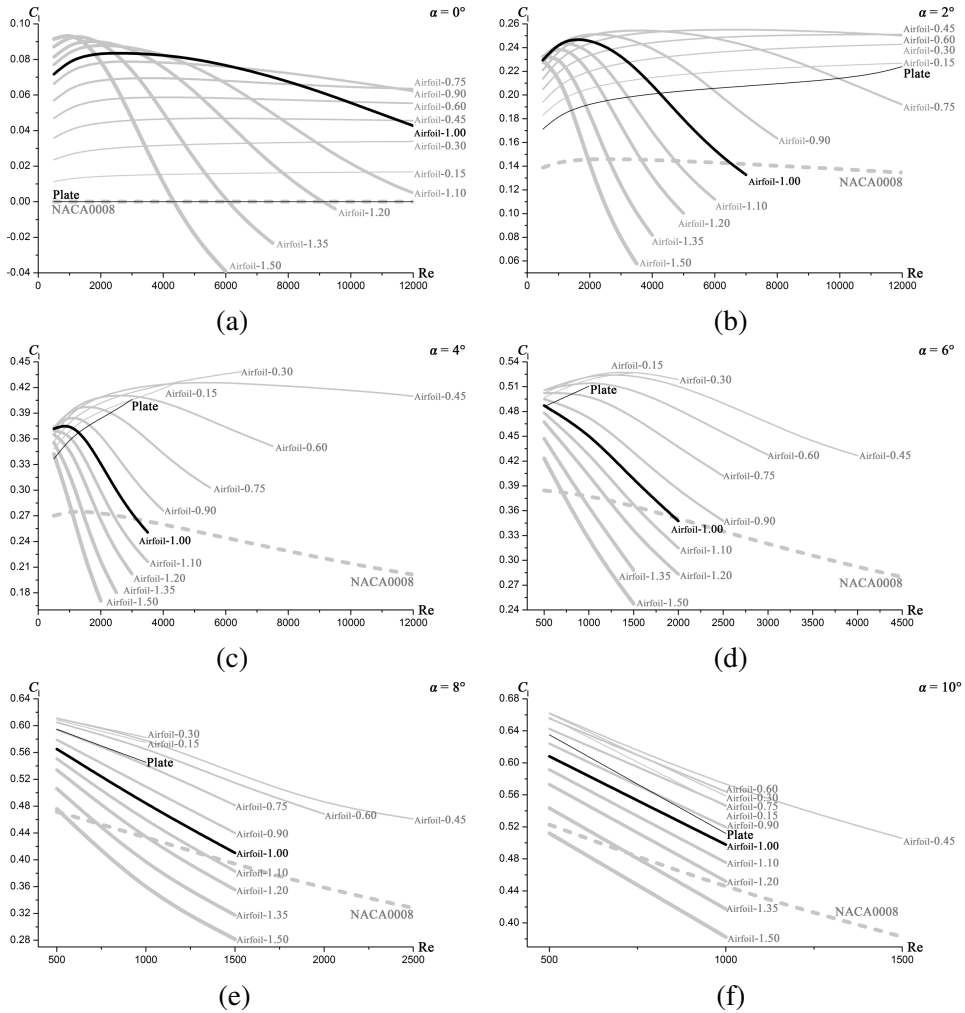 C_l
α = 0°
0.10
0.08
0.06
0.04
0.02
0.00
-0.02
-0.04
Airfoil-0.75
Airfoil-0.90
Airfoil-0.60
Airfoil-0.45
Airfoil-1.00
Airfoil-0.30
Airfoil-0.15
Airfoil-1.10
Plate
NACA0008
Airfoil-1.20
Airfoil-1.35
Airfoil-1.50
Re
0 2000 4000 6000 8000 10000 12000
(a)
C_l
α = 2°
0.26
0.24
0.22
0.20
0.18
0.16
0.14
0.12
0.10
0.08
0.06
Airfoil-0.45
Airfoil-0.60
Airfoil-0.30
Airfoil-0.15
Plate
Airfoil-0.75
Airfoil-0.90
NACA0008
Airfoil-1.00
Airfoil-1.10
Airfoil-1.20
Airfoil-1.35
Airfoil-1.50
Re
0 2000 4000 6000 8000 10000 12000
(b)
C_l
α = 4°
0.45
0.42
0.39
0.36
0.33
0.30
0.27
0.24
0.21
0.18
Airfoil-0.30
Airfoil-0.15
Airfoil-0.45
Plate
Airfoil-0.60
Airfoil-0.75
Airfoil-0.90
Airfoil-1.00
Airfoil-1.10
Airfoil-1.20
NACA0008
Airfoil-1.35
Airfoil-1.50
Re
0 2000 4000 6000 8000 10000 12000
(c)
C_l
α = 6°
0.54
0.51
0.48
0.45
0.42
0.39
0.36
0.33
0.30
0.27
0.24
Airfoil-0.15
Airfoil-0.30
Plate
Airfoil-0.60
Airfoil-0.45
Airfoil-0.75
Airfoil-0.90
Airfoil-1.00
Airfoil-1.10
Airfoil-1.35
Airfoil-1.20
NACA0008
Airfoil-1.50
Re
500 1000 1500 2000 2500 3000 3500 4000 4500
(d)
C_l
α = 8°
0.64
0.60
0.56
0.52
0.48
0.44
0.40
0.36
0.32
0.28
Airfoil-0.30
Airfoil-0.15
Plate
Airfoil-0.75
Airfoil-0.60
Airfoil-0.45
Airfoil-0.90
Airfoil-1.00
Airfoil-1.10
Airfoil-1.20
Airfoil-1.35
NACA0008
Airfoil-1.50
Re
500 1000 1500 2000 2500
(e)
C_l
α = 10°
0.68
0.64
0.60
0.56
0.52
0.48
0.44
0.40
Airfoil-0.60
Airfoil-0.30
Airfoil-0.75
Airfoil-0.15
Airfoil-0.90
Plate
Airfoil-1.00
Airfoil-0.45
Airfoil-1.10
Airfoil-1.20
Airfoil-1.35
NACA0008
Airfoil-1.50
Re
500 1000 1500
(f)